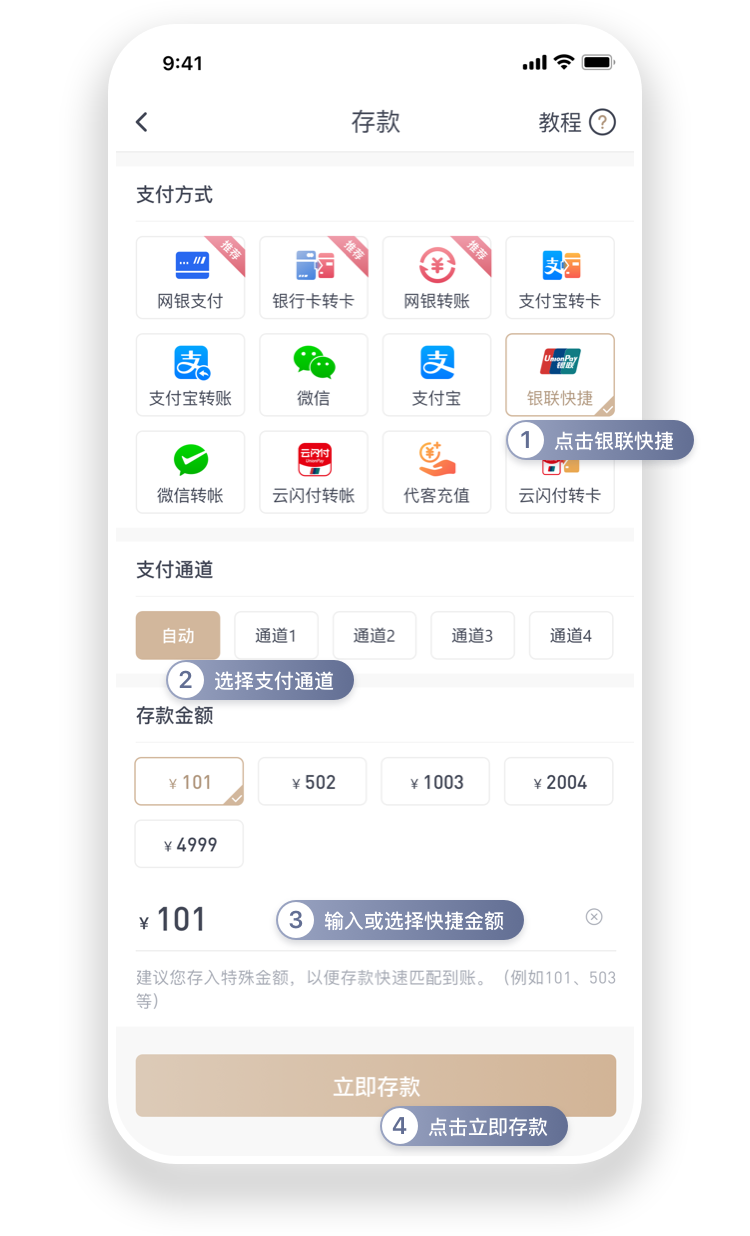 9:41
存款
教程 ?
支付方式
推荐 推荐 推荐
网银支付 银行卡转卡 网银转账 支付宝转卡
支 支
UnionPay
银联
支付宝转账 微信 支付宝 银联快捷
1 点击银联快捷
云闪付
UnionPay
微信转帐 云闪付转帐 代客充值 云闪付转卡
支付通道
自动 通道1 通道2 通道3 通道4
2 选择支付通道
存款金额
¥ 101 ¥ 502 ¥ 1003 ¥ 2004
¥ 4999
¥ 101 3 输入或选择快捷金额
建议您存入特殊金额，以便存款快速匹配到账。（例如101、503
等）
立即存款
4 点击立即存款